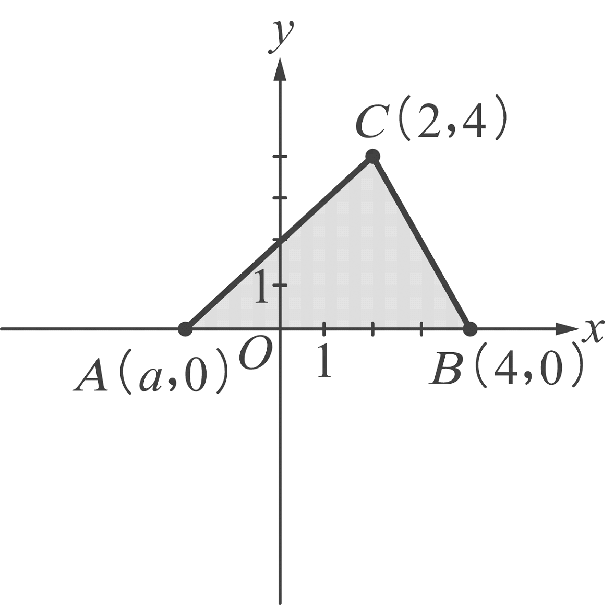 y
C(2,4)
1
A(a,0)
O
1
B(4,0)
x